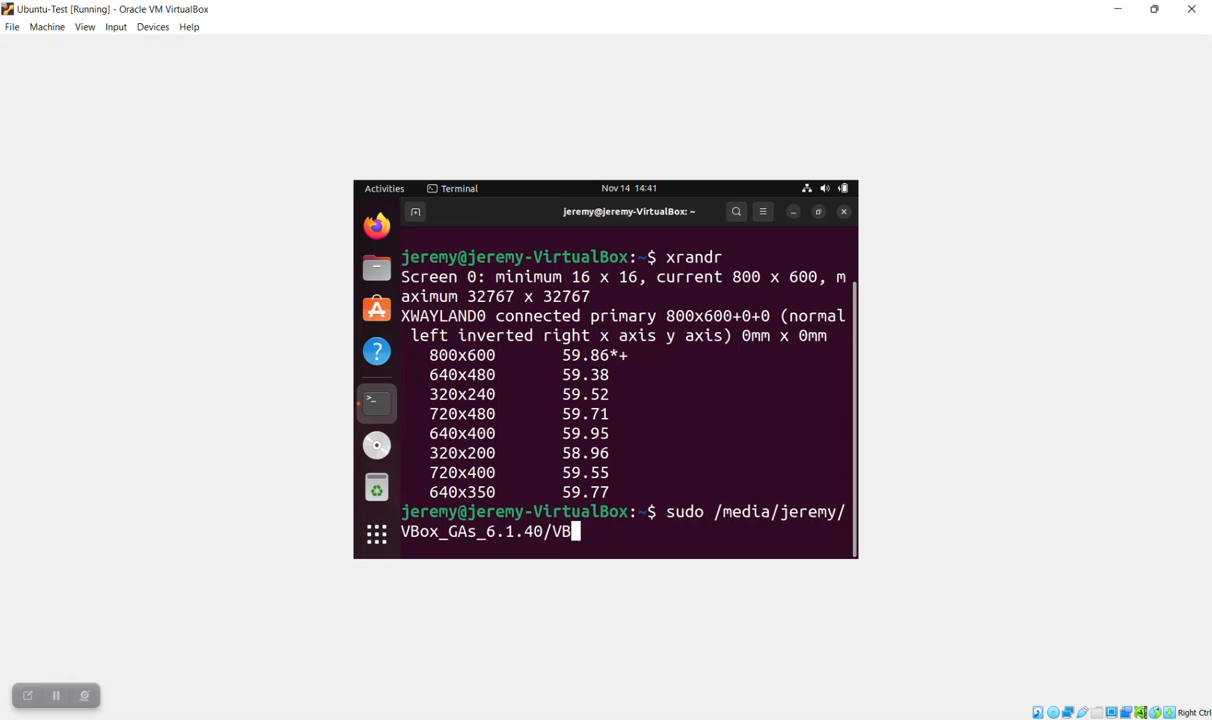 Ubuntu-Test [Running] - Oracle VM VirtualBox
File Machine View Input Devices Help
Activities Terminal Nov 14 14:41
jeremy@jeremy-VirtualBox: ~
jeremy@jeremy-VirtualBox:~$ xrandr
Screen 0: minimum 16 x 16, current 800 x 600, m
aximum 32767 x 32767
XWAYLAND0 connected primary 800x600+0+0 (normal
left inverted right x axis y axis) 0mm x 0mm
800x600 59.86*+
640x480 59.38
320x240 59.52
720x480 59.71
640x400 59.95
320x200 58.96
720x400 59.55
640x350 59.77
jeremy@jeremy-VirtualBox:~$ sudo /media/jeremy/
VBox_GAs_6.1.40/VB
Right Ctrl